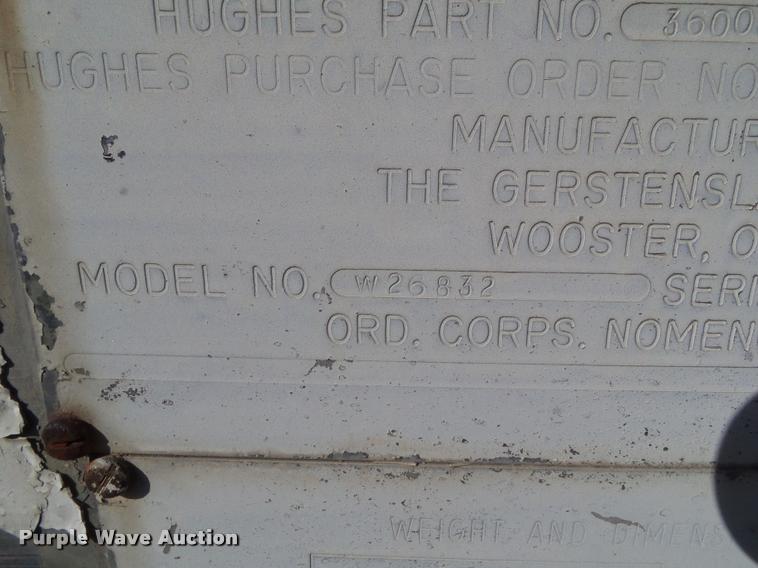 HUGHES PART NO. 3600
HUGHES PURCHASE ORDER NO
MANUFACTUR
THE GERSTENSLA
WOOSTER, O
MODEL NO. W26832 SERI
ORD. CORPS. NOMEN
WEIGHT AND DIMENS
Purple Wave Auction